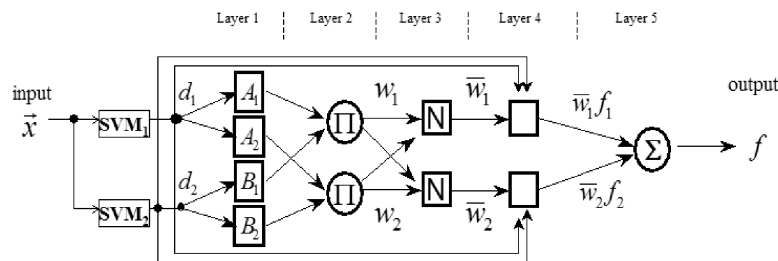 Layer 1 Layer 2 Layer 3 Layer 4 Layer 5
input
x⃗
SVM₁
SVM₂
d₁
d₂
A₁
A₂
B₁
B₂
Π
Π
w₁
w₂
N
N
w̅₁
w̅₂
w̅₁f₁
w̅₂f₂
Σ
output
f